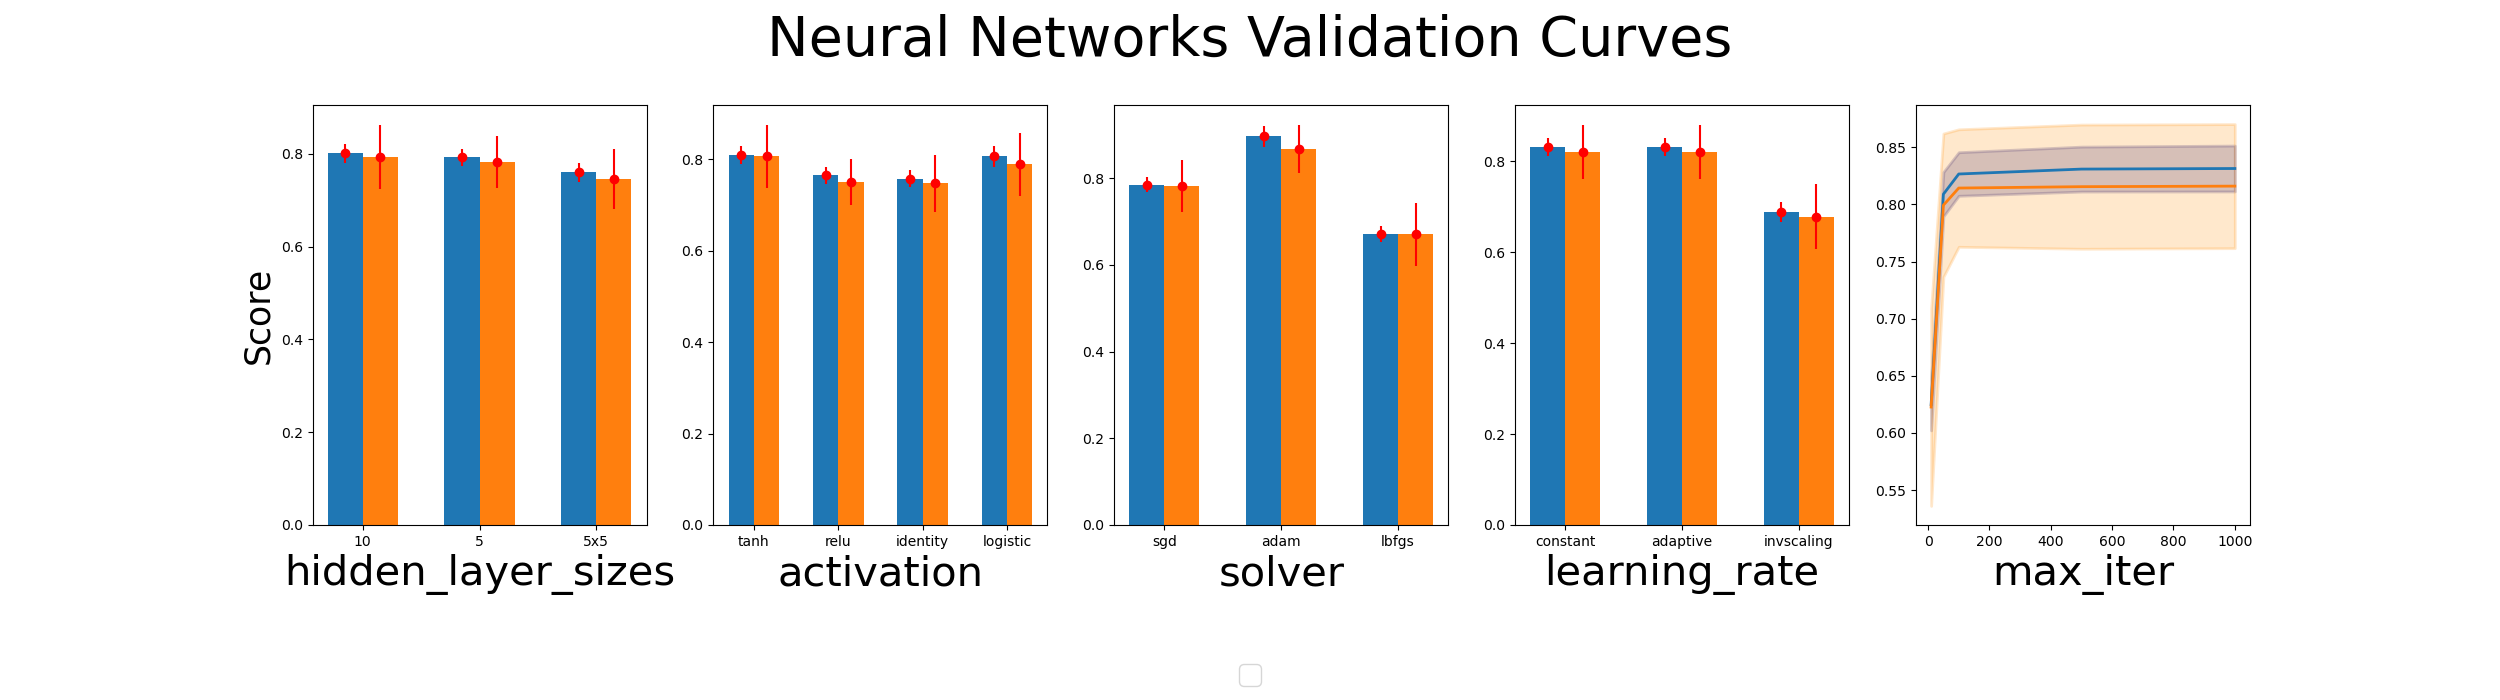 Neural Networks Validation Curves
Score
0.8
0.6
0.4
0.2
0.0
10 5 5x5
hidden_layer_sizes
0.8
0.6
0.4
0.2
0.0
tanh relu identity logistic
activation
0.8
0.6
0.4
0.2
0.0
sgd adam lbfgs
solver
0.8
0.6
0.4
0.2
0.0
constant adaptive invscaling
learning_rate
0.85
0.80
0.75
0.70
0.65
0.60
0.55
0 200 400 600 800 1000
max_iter